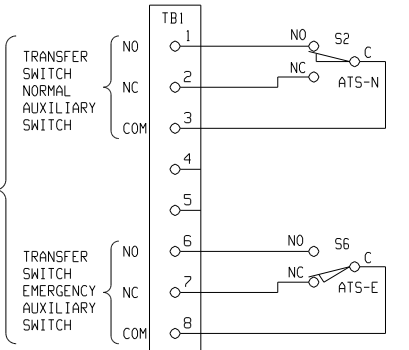 TB1
NO 1 NO S2
C
TRANSFER
SWITCH
NORMAL
AUXILIARY
SWITCH
NC 2 NC ATS-N
COM 3
4
5
NO 6 NO S6
C
TRANSFER
SWITCH
EMERGENCY
AUXILIARY
SWITCH
NC 7 NC ATS-E
COM 8